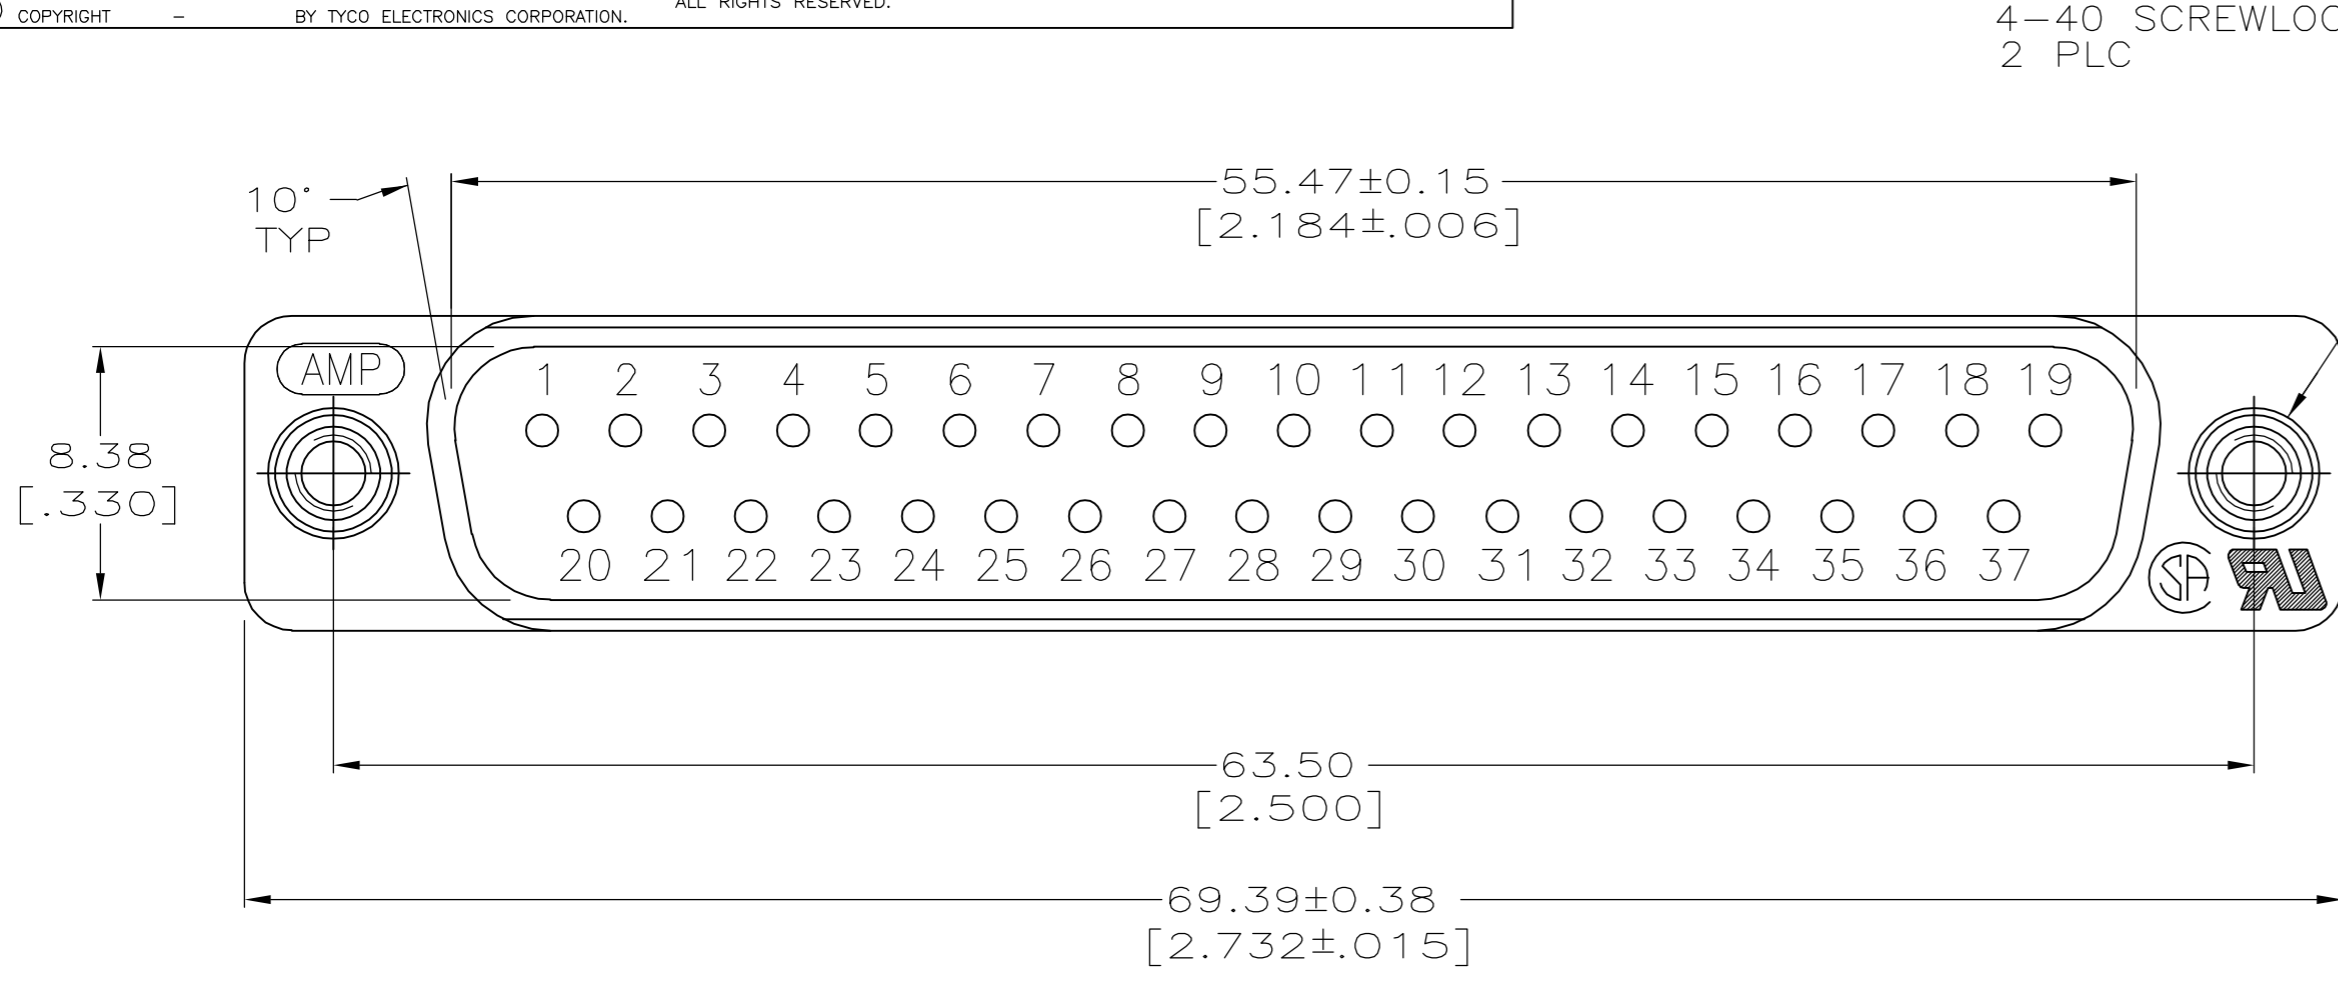 ALL RIGHTS RESERVED.
COPYRIGHT - BY TYCO ELECTRONICS CORPORATION.
4-40
2 PLC
10°
TYP
55.47±0.15
[2.184±.006]
AMP
1 2 3 4 5 6 7 8 9 10 11 12 13 14 15 16 17 18 19
8.38
[.330]
20 21 22 23 24 25 26 27 28 29 30 31 32 33 34 35 36 37
63.50
[2.500]
69.39±0.38
[2.732±.015]